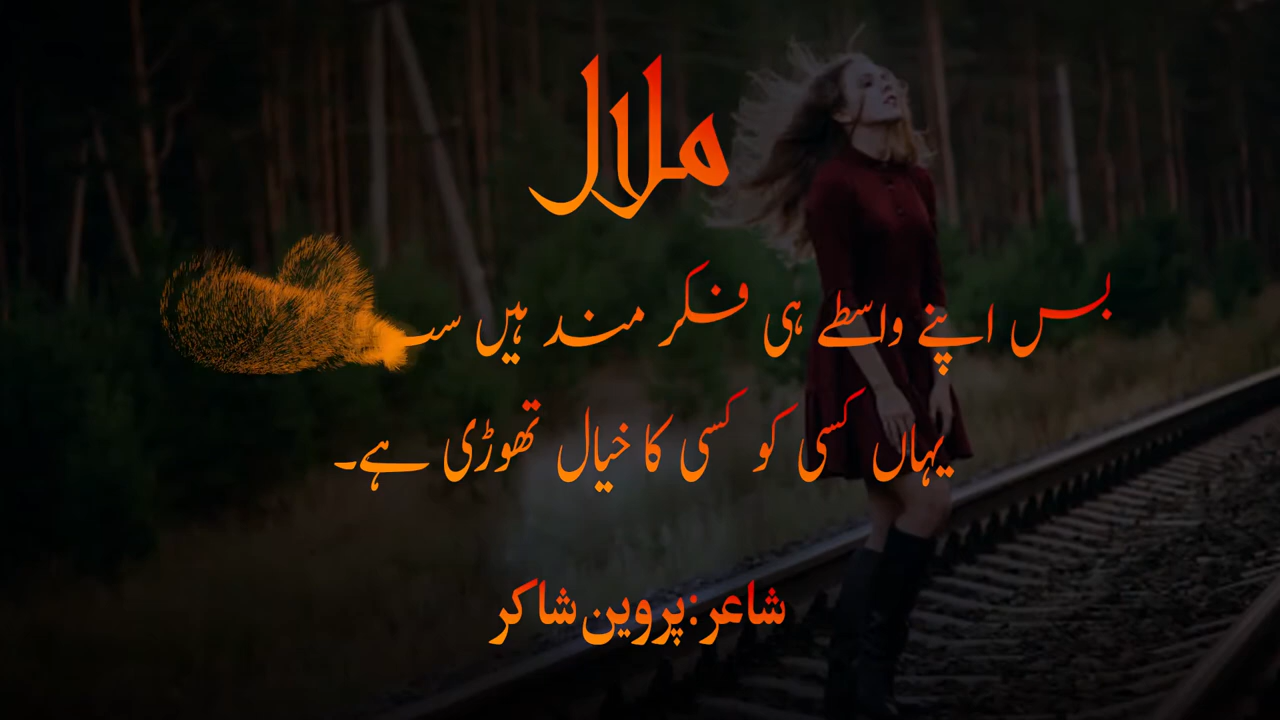 ملال
بس اپنے واسطے ہی فکر مند ہیں
یہاں کسی کو کسی کا خیال تھوڑی ہے۔
شاعر:پروین شاکر